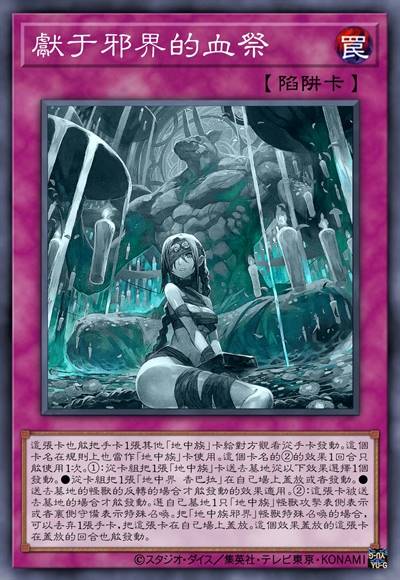 獻于邪界的血祭
罠
【陷阱卡】
這張卡也能把手卡1張其他「地中族」卡給對方觀看從手卡發動。這個
卡名在規則上也當作「地中族」卡使用。這個卡名的②的效果1回合只
能使用1次。①:從卡組把1張「地中族」卡送去墓地從以下效果選擇1個
發動。●從卡組把1張「地中界 香巴拉」在自己場上蓋放或者發動。●
送去墓地的怪獸的反轉的場合才能發動的效果適用。②:這張卡被送
去墓地的場合才能發動。選自己墓地1只「地中族」怪獸攻擊表側表示
或者裏側守備表示特殊召喚。把「地中族邪界」怪獸特殊召喚的場合,
可以丟弃1張手卡,把這張卡在自己場上蓋放。這個效果蓋放的這張卡
在蓋放的回合也能發動。
©スタジオ・ダイス/集英社・テレビ東京・KONAMI